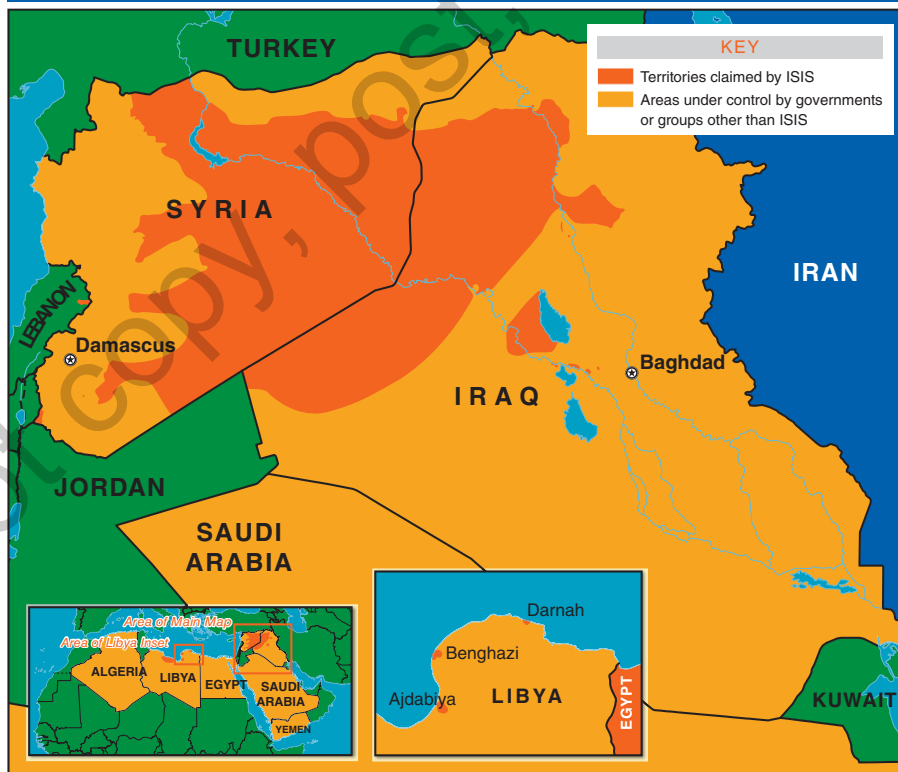 TURKEY
KEY
Territories claimed by ISIS
Areas under control by governments
or groups other than ISIS
SYRIA
IRAN
LEBANON
Damascus
Baghdad
IRAQ
JORDAN
SAUDI
ARABIA
Area of Main Map
Area of Libya Inset
ALGERIA
LIBYA
EGYPT
SAUDI
ARABIA
YEMEN
Darnah
Benghazi
Ajdabiya
LIBYA
EGYPT
KUWAIT
copy, post,